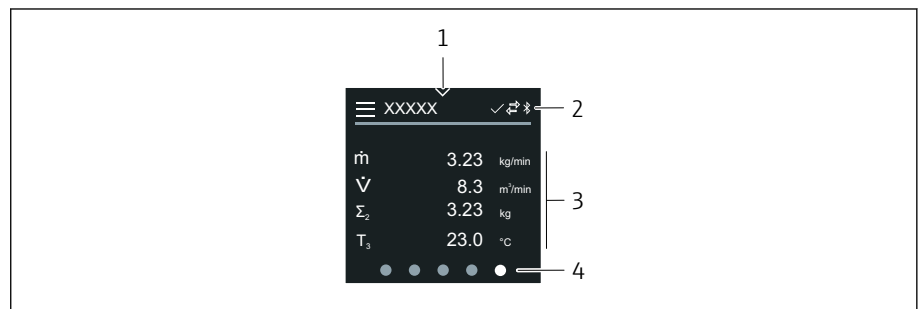 1
XXXXX
2
ṁ 3.23 kg/min
V̇ 8.3 m³/min
Σ₂ 3.23 kg
T₃ 23.0 °C
3
4